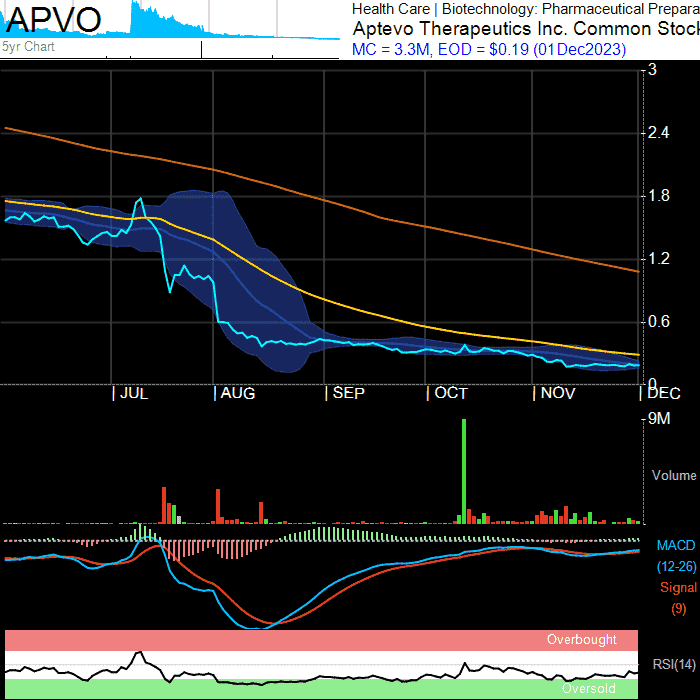 APVO
5yr Chart
Health Care | Biotechnology: Pharmaceutical Prepara
Aptevo Therapeutics Inc. Common Stock
MC = 3.3M, EOD = $0.19 (01Dec2023)
3
2.4
1.8
1.2
0.6
0
JUL
AUG
SEP
OCT
NOV
DEC
9M
Volume
MACD
(12-26)
Signal
(9)
Overbought
RSI(14)
Oversold